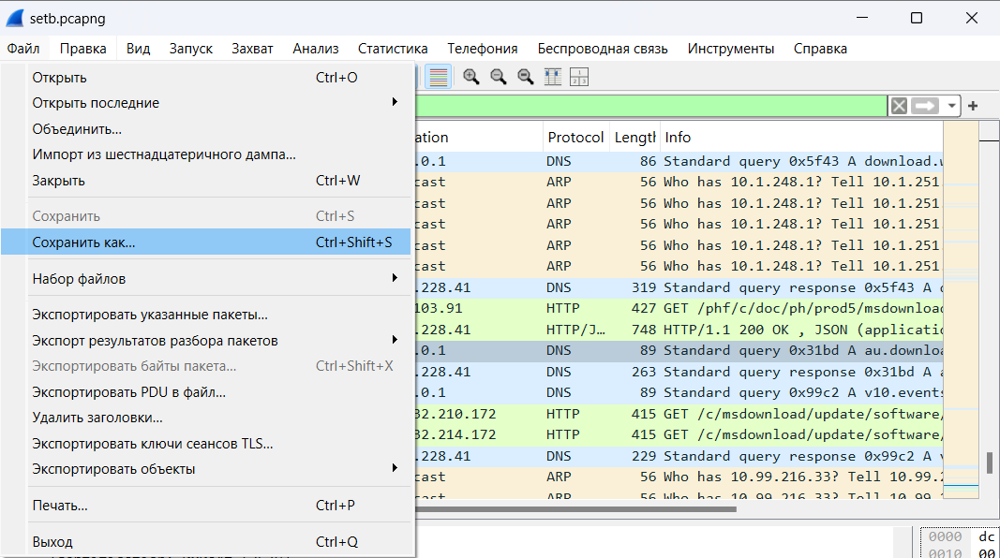 setb.pcapng
Файл Правка Вид Запуск Захват Анализ Статистика Телефония Беспроводная связь Инструменты Справка
Открыть Ctrl+O
Открыть последние
Объединить...
Импорт из шестнадцатеричного дампа...
Закрыть Ctrl+W
Сохранить Ctrl+S
Сохранить как... Ctrl+Shift+S
Набор файлов
Экспортировать указанные пакеты...
Экспорт результатов разбора пакетов
Экспортировать байты пакета... Ctrl+Shift+X
Экспортировать PDU в файл...
Удалить заголовки...
Экспортировать ключи сеансов TLS...
Экспортировать объекты
Печать... Ctrl+P
Выход Ctrl+Q
ation Protocol Length Info
.0.1 DNS 86 Standard query 0x5f43 A download.w
cast ARP 56 Who has 10.1.248.1? Tell 10.1.251.
cast ARP 56 Who has 10.1.248.1? Tell 10.1.251.
cast ARP 56 Who has 10.1.248.1? Tell 10.1.251.
cast ARP 56 Who has 10.1.248.1? Tell 10.1.251.
cast ARP 56 Who has 10.1.248.1? Tell 10.1.251.
.228.41 DNS 319 Standard query response 0x5f43 A
103.91 HTTP 427 GET /phf/c/doc/ph/prod5/msdownload
.228.41 HTTP/J... 748 HTTP/1.1 200 OK , JSON (applicatio
.0.1 DNS 89 Standard query 0x31bd A au.downloa
.228.41 DNS 263 Standard query response 0x31bd A a
.0.1 DNS 89 Standard query 0x99c2 A v10.events
32.210.172 HTTP 415 GET /c/msdownload/update/software/
32.214.172 HTTP 415 GET /c/msdownload/update/software/
.228.41 DNS 229 Standard query response 0x99c2 A v
cast ARP 56 Who has 10.99.216.33? Tell 10.99.2
cast ARP 56 Who has 10.99.216.33? Tell 10.99.
0000 dc
0010 00